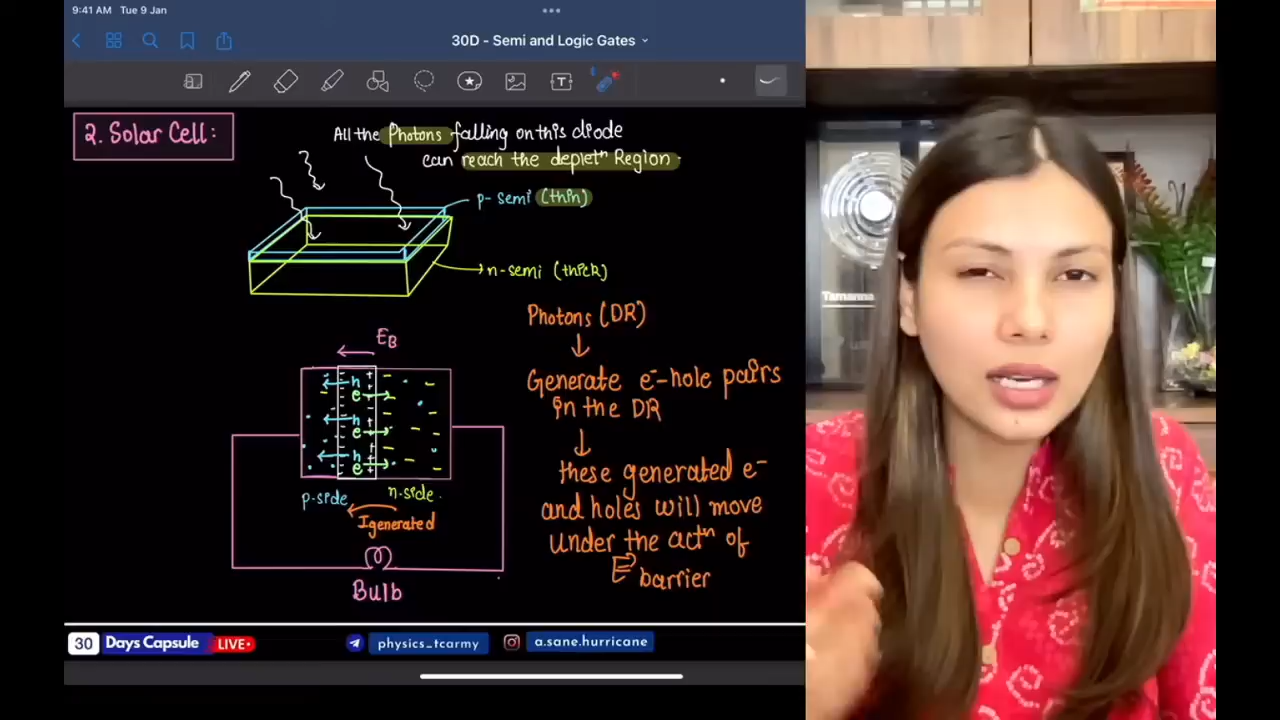 9:41 AM Tue 9 Jan
30D - Semi and Logic Gates
T
2. Solar Cell:
All the Photons falling on this diode
can reach the depletⁿ Region.
p- semi (thin)
n-semi (thick)
Photons (DR)
↓
Generate e⁻-hole pairs
in the DR
↓
these generated e⁻
and holes will move
under the actⁿ of
E barrier
E_B
h
e
h
e
h
e
p-side
n-side.
Igenerated
Bulb
30 Days Capsule LIVE
physics_tcarmy
a.sane.hurricane
Tamanna